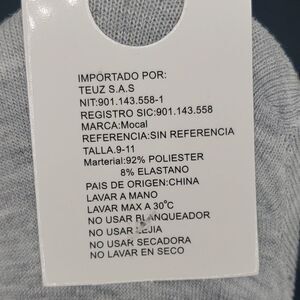 IMPORTADO POR:
TEUZ S.A.S
NIT:901.143.558-1
REGISTRO SIC:901.143.558
MARCA:Mocal
REFERENCIA:SIN REFERENCIA
TALLA.9-11
Marterial:92% POLIESTER
8% ELASTANO
PAIS DE ORIGEN:CHINA
LAVAR A MANO
LAVAR MAX A 30°C
NO USAR BLANQUEADOR
NO USAR LEJIA
NO USAR SECADORA
NO LAVAR EN SECO